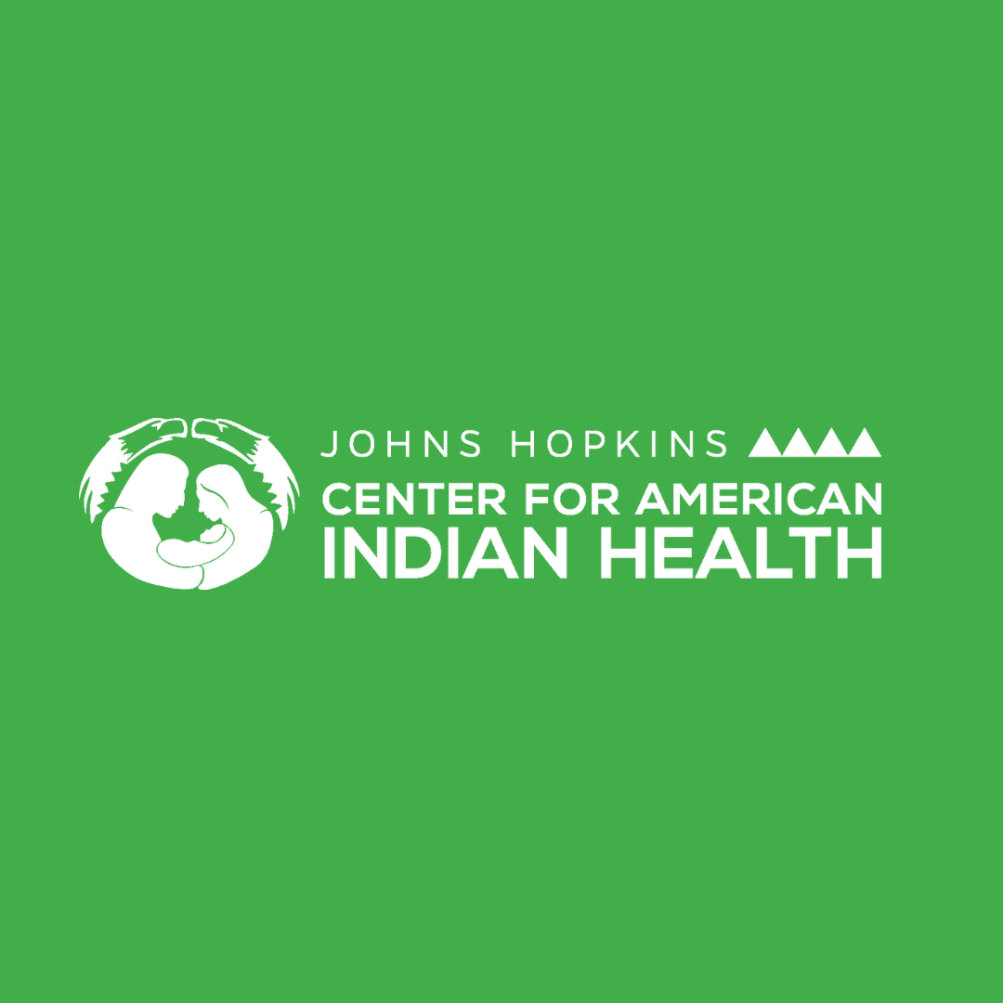 JOHNS HOPKINS
CENTER FOR AMERICAN
INDIAN HEALTH